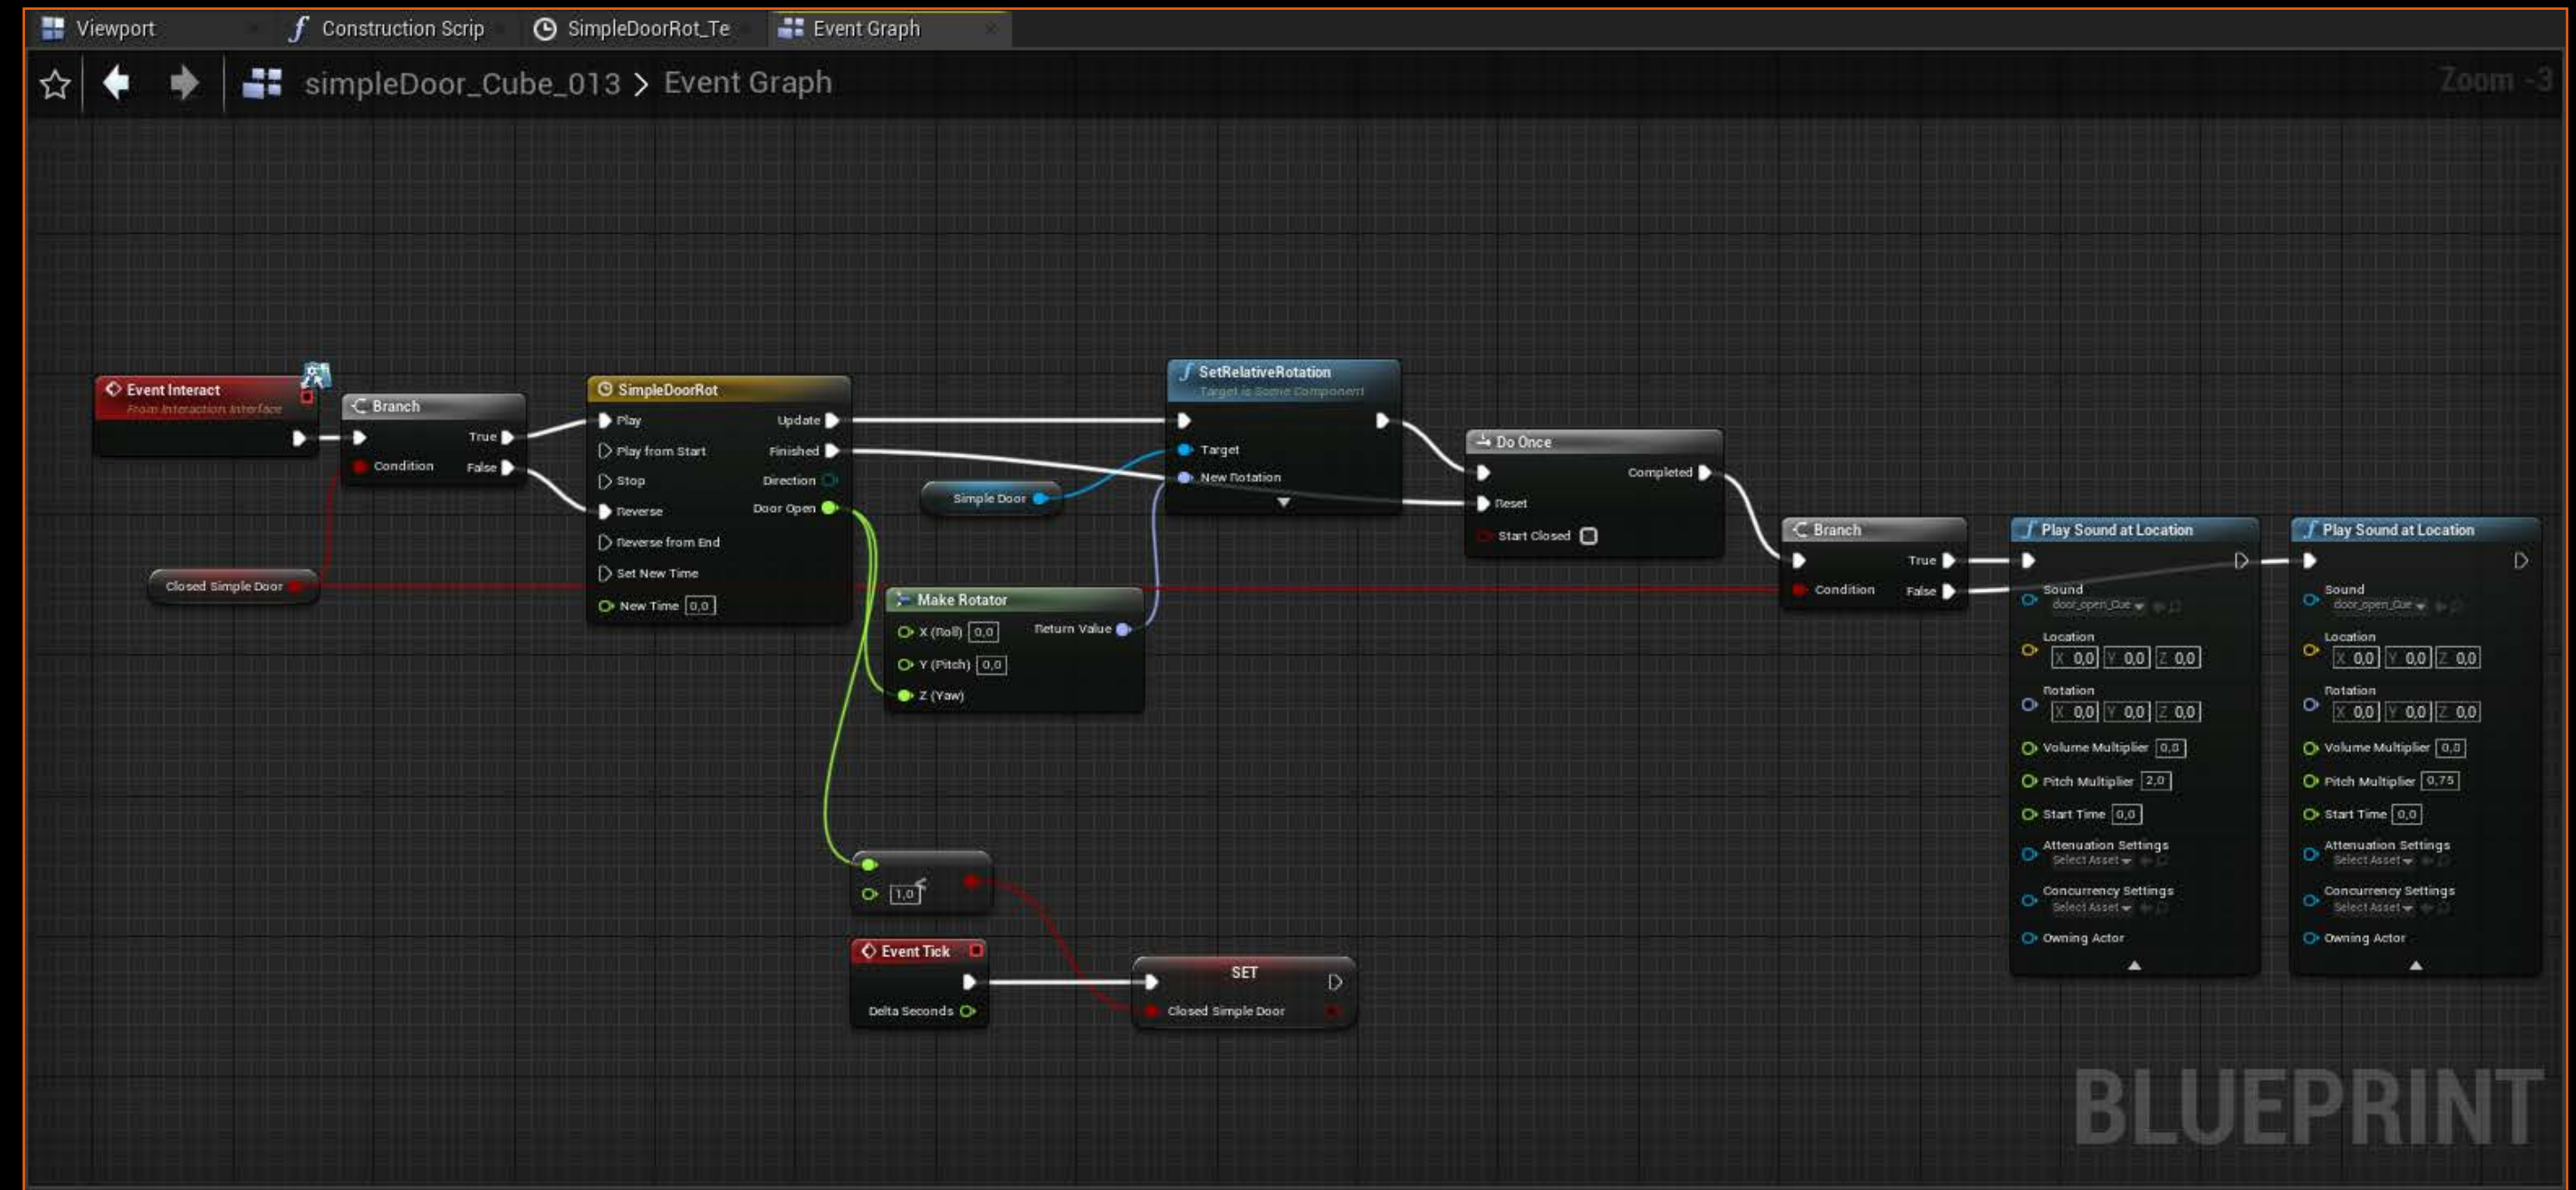 Viewport
Construction Scrip
SimpleDoorRot_Te
Event Graph
simpleDoor_Cube_013 > Event Graph
Zoom -3
Event Interact
From Interaction Interface
Branch
True
Condition
False
Closed Simple Door
SimpleDoorRot
Play
Update
Play from Start
Finished
Stop
Direction
Reverse
Door Open
Reverse from End
Set New Time
New Time 0,0
Simple Door
Make Rotator
X (Roll) 0,0
Return Value
Y (Pitch) 0,0
Z (Yaw)
SetRelativeRotation
Target is Scene Component
Target
New Rotation
Do Once
Completed
Reset
Start Closed
Branch
True
Condition
False
Play Sound at Location
Sound
door_open_Cue
Location
X 0,0 Y 0,0 Z 0,0
Rotation
X 0,0 Y 0,0 Z 0,0
Volume Multiplier 0,8
Pitch Multiplier 2,0
Start Time 0,0
Attenuation Settings
Select Asset
Concurrency Settings
Select Asset
Owning Actor
Play Sound at Location
Sound
door_open_Cue
Location
X 0,0 Y 0,0 Z 0,0
Rotation
X 0,0 Y 0,0 Z 0,0
Volume Multiplier 0,8
Pitch Multiplier 0,75
Start Time 0,0
Attenuation Settings
Select Asset
Concurrency Settings
Select Asset
Owning Actor
<
1,0
Event Tick
Delta Seconds
SET
Closed Simple Door
BLUEPRINT